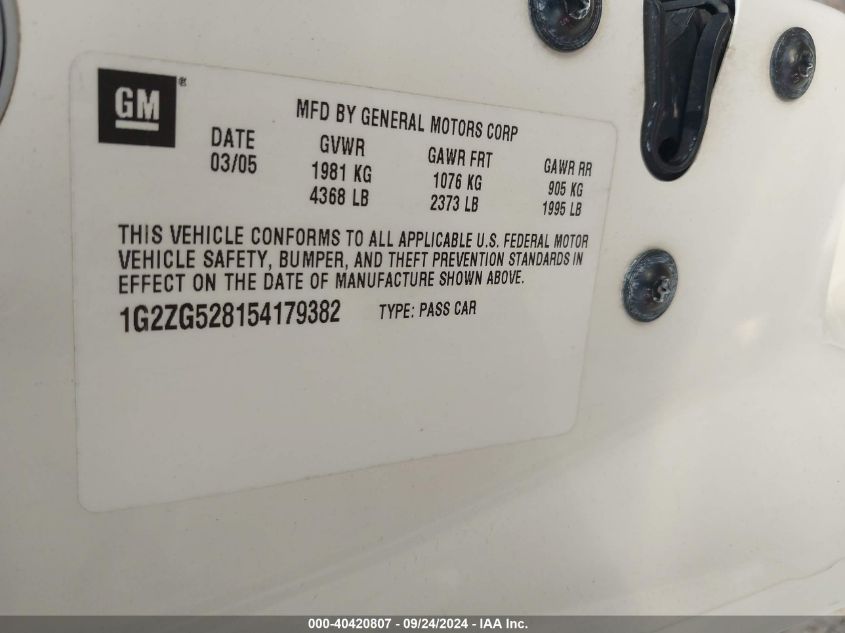 GM ®
MFD BY GENERAL MOTORS CORP
DATE GVWR GAWR FRT GAWR RR
03/05 1981 KG 1076 KG 905 KG
4368 LB 2373 LB 1995 LB
THIS VEHICLE CONFORMS TO ALL APPLICABLE U.S. FEDERAL MOTOR
VEHICLE SAFETY, BUMPER, AND THEFT PREVENTION STANDARDS IN
EFFECT ON THE DATE OF MANUFACTURE SHOWN ABOVE.
1G2ZG528154179382 TYPE: PASS CAR
000-40420807 - 09/24/2024 - IAA Inc.